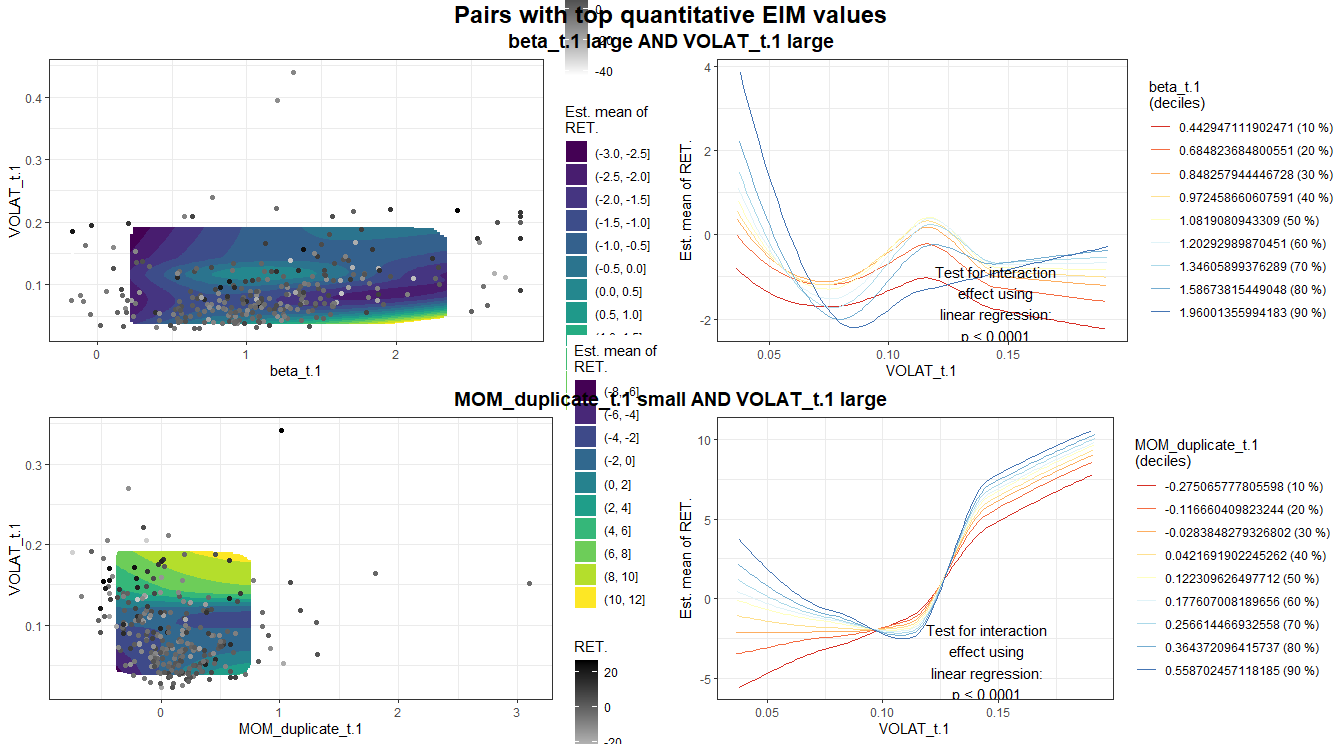 Pairs with top quantitative EIM values
beta_t.1 large AND VOLAT_t.1 large
0
-20
-40
VOLAT_t.1
0.4
0.3
0.2
0.1
0
1
2
beta_t.1
Est. mean of
RET.
(-3.0, -2.5]
(-2.5, -2.0]
(-2.0, -1.5]
(-1.5, -1.0]
(-1.0, -0.5]
(-0.5, 0.0]
(0.0, 0.5]
(0.5, 1.0]
Est. mean of RET.
4
2
0
-2
0.05
0.10
0.15
VOLAT_t.1
Test for interaction
effect using
linear regression:
p < 0.0001
beta_t.1
(deciles)
0.442947111902471 (10 %)
0.684823684800551 (20 %)
0.848257944446728 (30 %)
0.972458660607591 (40 %)
1.0819080943309 (50 %)
1.20292989870451 (60 %)
1.34605899376289 (70 %)
1.58673815449048 (80 %)
1.96001355994183 (90 %)
MOM_duplicate_t.1 small AND VOLAT_t.1 large
VOLAT_t.1
0.3
0.2
0.1
0
1
2
3
MOM_duplicate_t.1
Est. mean of
RET.
(-8, -6]
(-6, -4]
(-4, -2]
(-2, 0]
(0, 2]
(2, 4]
(4, 6]
(6, 8]
(8, 10]
(10, 12]
RET.
20
0
-20
Est. mean of RET.
10
5
0
-5
0.05
0.10
0.15
VOLAT_t.1
Test for interaction
effect using
linear regression:
p < 0.0001
MOM_duplicate_t.1
(deciles)
-0.275065777805598 (10 %)
-0.116660409823244 (20 %)
-0.0283848279326802 (30 %)
0.0421691902245262 (40 %)
0.122309626497712 (50 %)
0.177607008189656 (60 %)
0.256614466932558 (70 %)
0.364372096415737 (80 %)
0.558702457118185 (90 %)